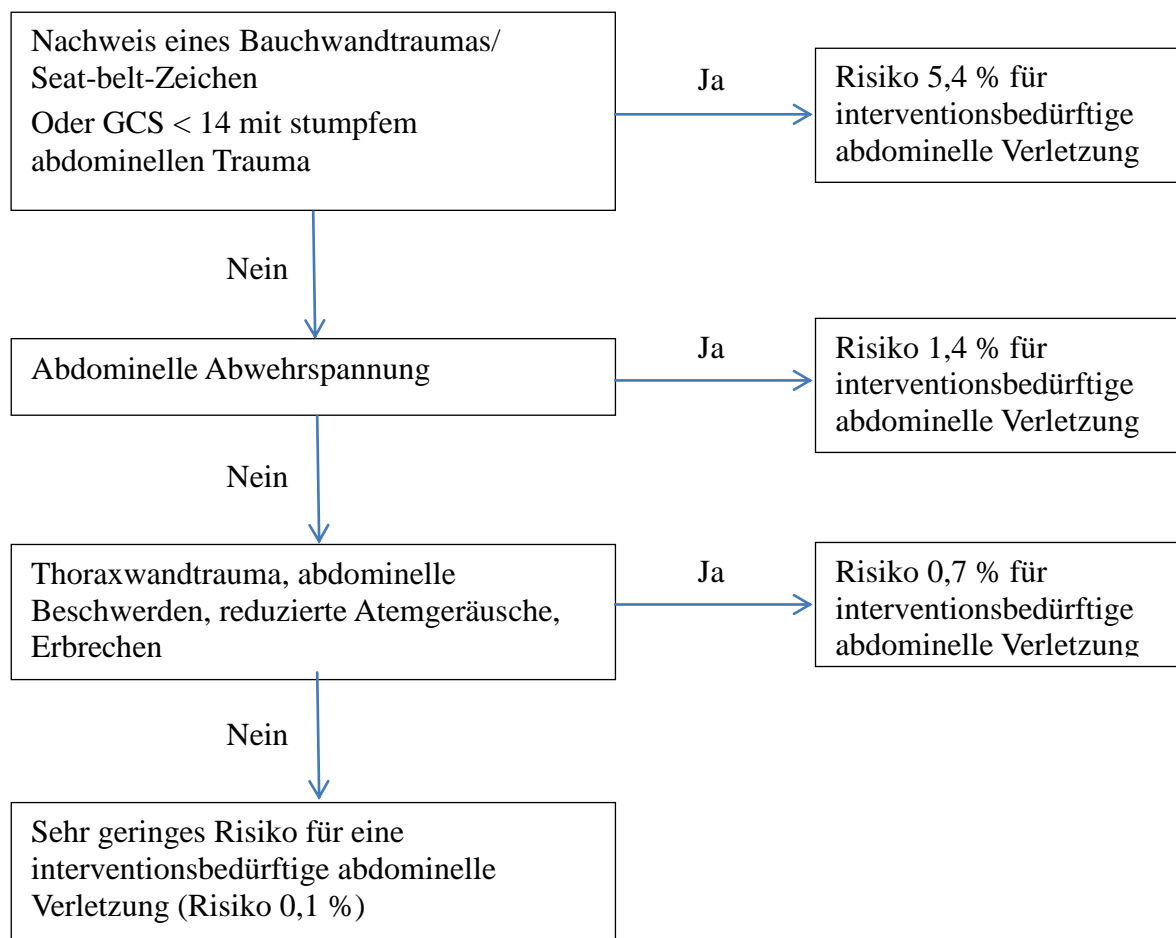 Nachweis eines Bauchwandtraumas/
Seat-belt-Zeichen
Oder GCS < 14 mit stumpfem
abdominellen Trauma
Ja
Risiko 5,4 % für
interventionsbedürftige
abdominelle Verletzung
Nein
Abdominelle Abwehrspannung
Ja
Risiko 1,4 % für
interventionsbedürftige
abdominelle Verletzung
Nein
Thoraxwandtrauma, abdominelle
Beschwerden, reduzierte Atemgeräusche,
Erbrechen
Ja
Risiko 0,7 % für
interventionsbedürftige
abdominelle Verletzung
Nein
Sehr geringes Risiko für eine
interventionsbedürftige abdominelle
Verletzung (Risiko 0,1 %)